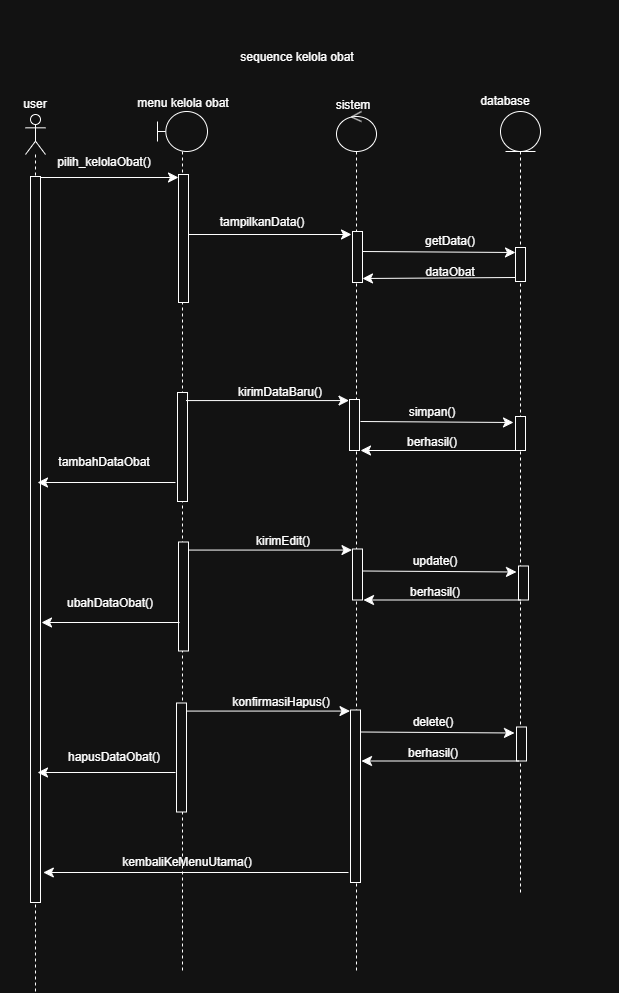 sequence kelola obat
user
menu kelola obat
sistem
database
pilih_kelolaObat()
tampilkanData()
getData()
dataObat
kirimDataBaru()
simpan()
berhasil()
tambahDataObat
kirimEdit()
update()
berhasil()
ubahDataObat()
konfirmasiHapus()
delete()
berhasil()
hapusDataObat()
kembaliKeMenuUtama()